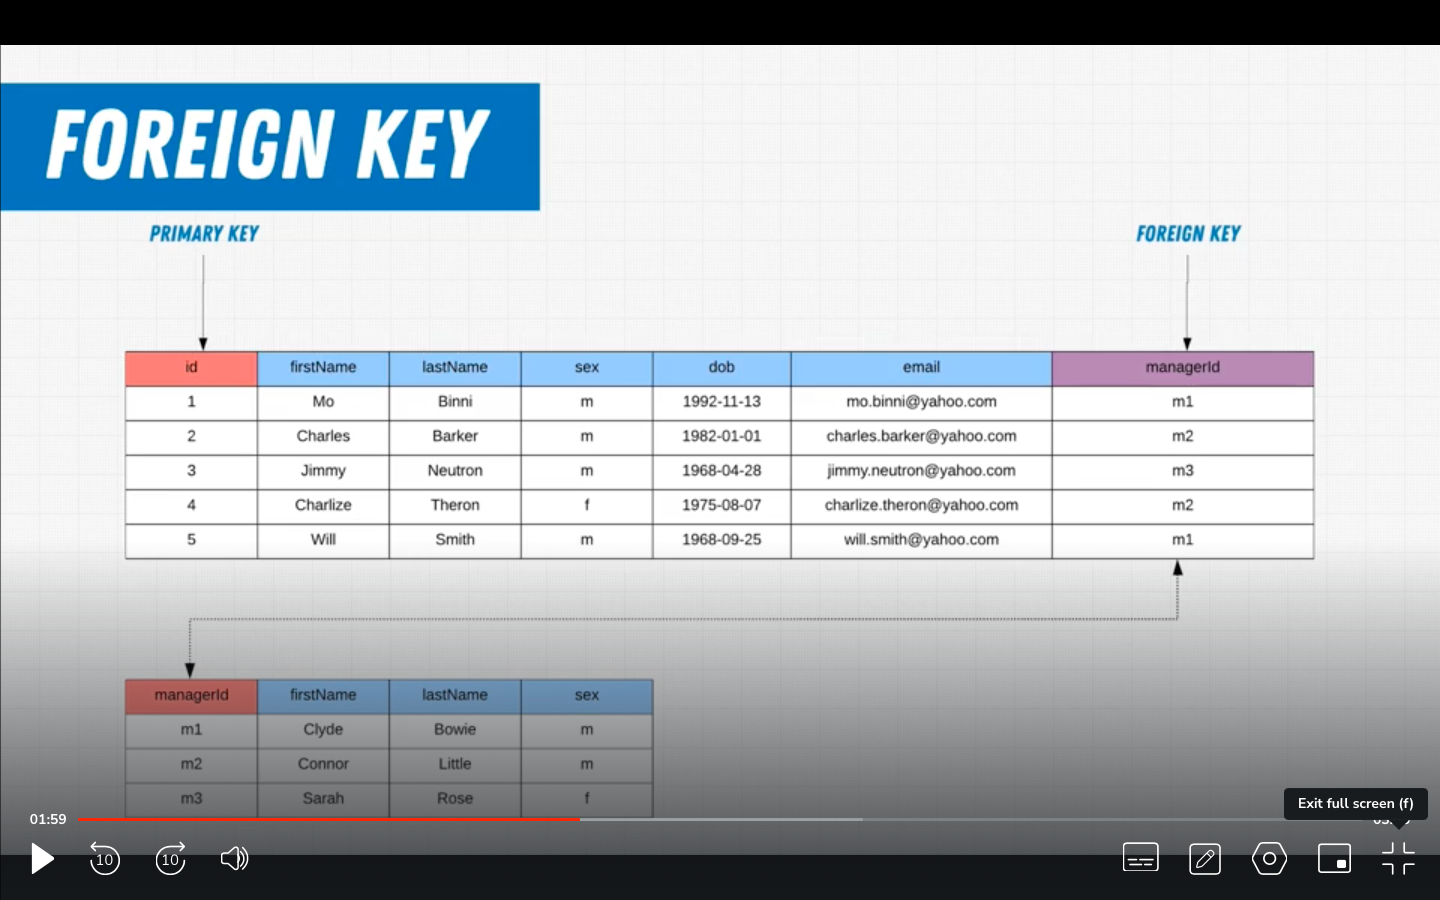 FOREIGN KEY
PRIMARY KEY
FOREIGN KEY
id firstName lastName sex dob email managerId
1 Mo Binni m 1992-11-13 mo.binni@yahoo.com m1
2 Charles Barker m 1982-01-01 charles.barker@yahoo.com m2
3 Jimmy Neutron m 1968-04-28 jimmy.neutron@yahoo.com m3
4 Charlize Theron f 1975-08-07 charlize.theron@yahoo.com m2
5 Will Smith m 1968-09-25 will.smith@yahoo.com m1
managerId firstName lastName sex
m1 Clyde Bowie m
m2 Connor Little m
m3 Sarah Rose f
Exit full screen (f)
01:59
10 10